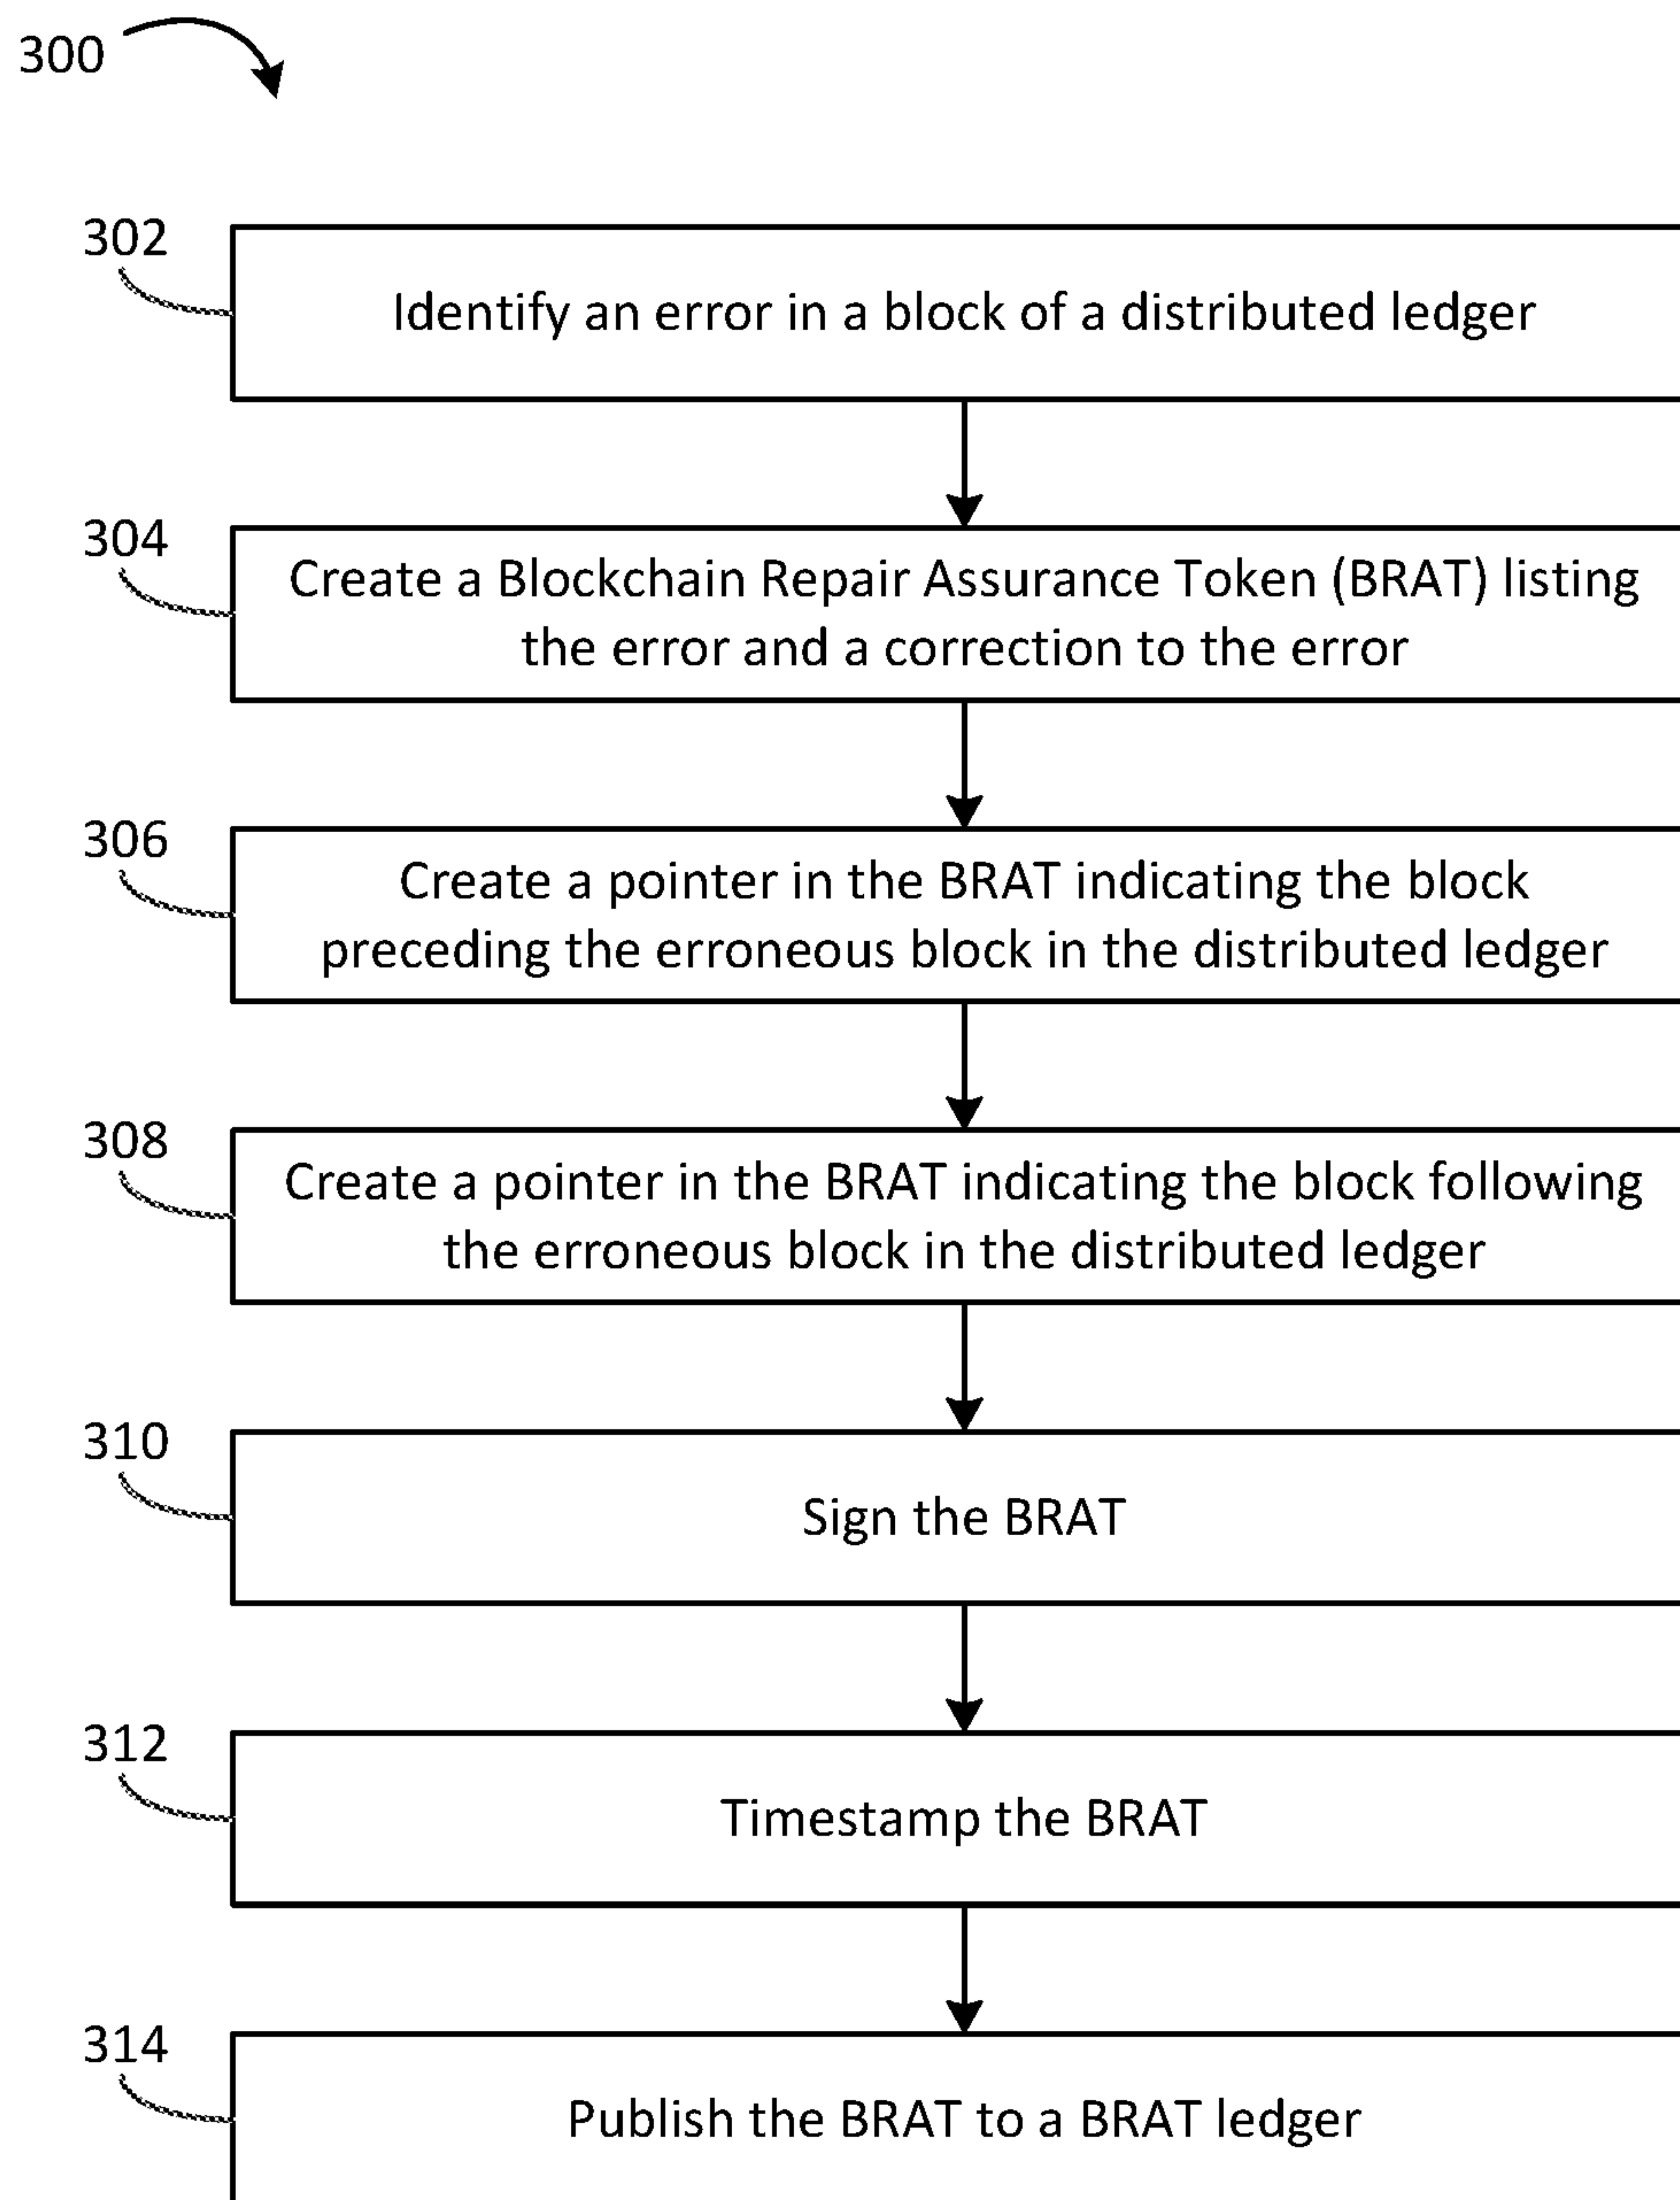 300
302
Identify an error in a block of a distributed ledger
304
Create a Blockchain Repair Assurance Token (BRAT) listing
the error and a correction to the error
306
Create a pointer in the BRAT indicating the block
preceding the erroneous block in the distributed ledger
308
Create a pointer in the BRAT indicating the block following
the erroneous block in the distributed ledger
310
Sign the BRAT
312
Timestamp the BRAT
314
Publish the BRAT to a BRAT ledger